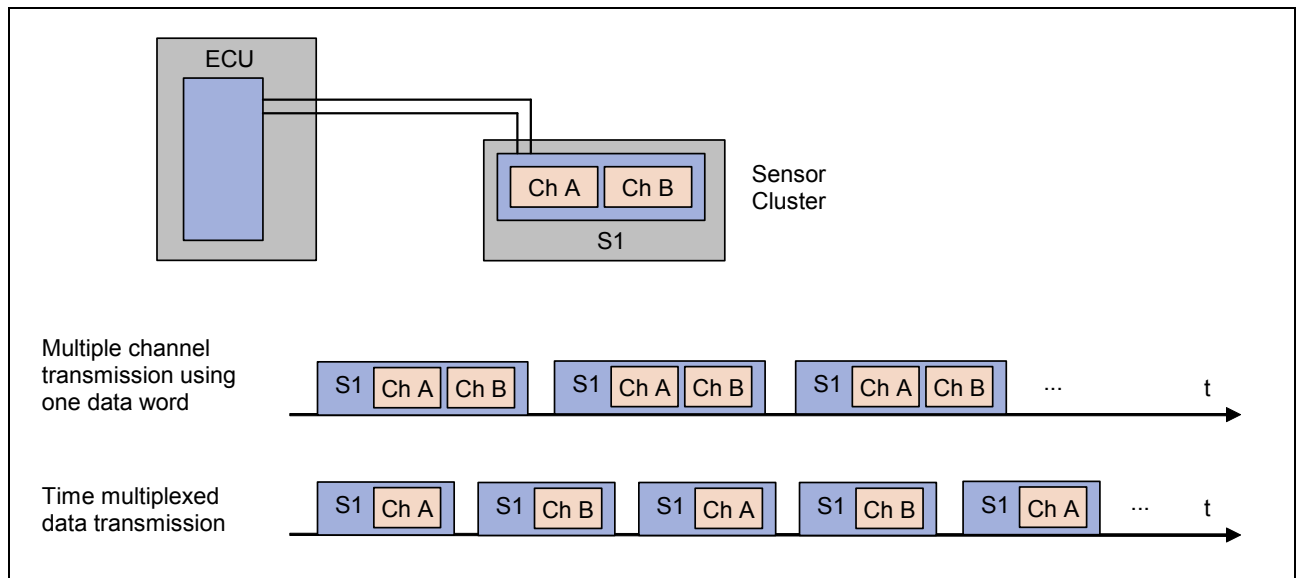 ECU
Ch A Ch B
Sensor
Cluster
S1
Multiple channel
transmission using
one data word
S1 Ch A Ch B S1 Ch A Ch B S1 Ch A Ch B ... t
Time multiplexed
data transmission
S1 Ch A S1 Ch B S1 Ch A S1 Ch B S1 Ch A ... t